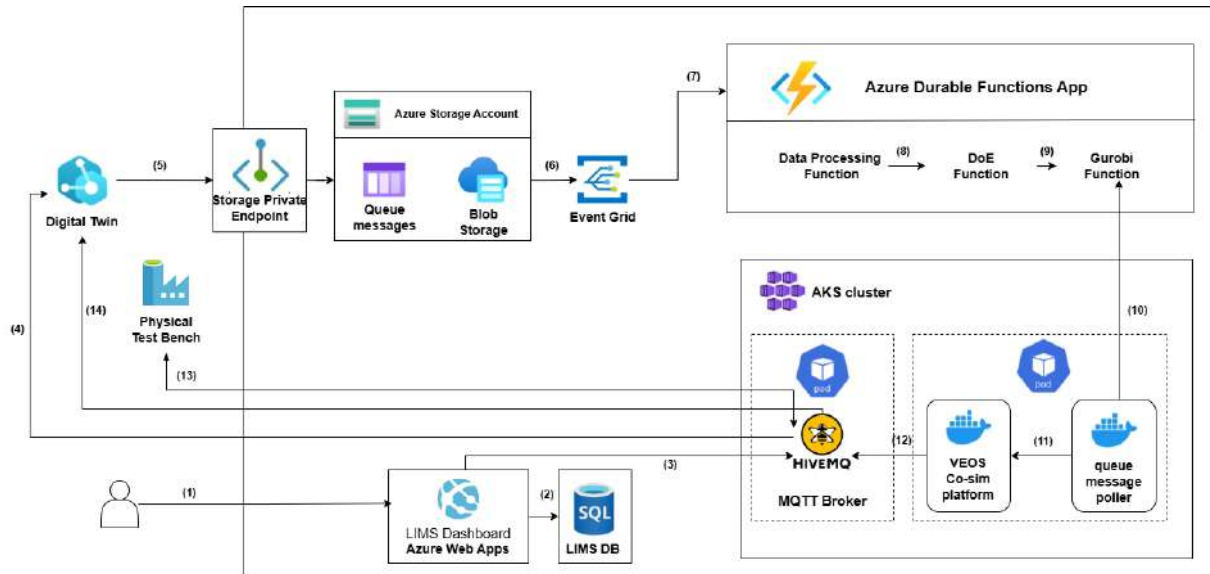 (7)
Azure Durable Functions App
Azure Storage Account
(5)
(6)
Data Processing
Function
(8)
DoE
Function
(9)
Gurobi
Function
Digital Twin
Storage Private
Endpoint
Queue
messages
Blob
Storage
Event Grid
AKS cluster
(4)
(14)
Physical
Test Bench
(10)
(13)
pod
pod
HIVEMQ
(12)
(11)
VEOS
Co-sim
platform
queue
message
poller
MQTT Broker
(3)
(1)
(2)
SQL
LIMS Dashboard
Azure Web Apps
LIMS DB